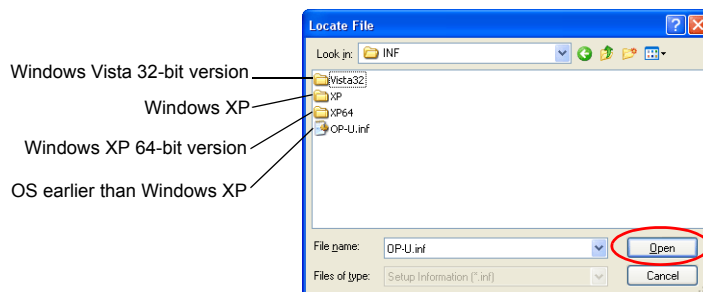 Locate File
Look in: INF
Windows Vista 32-bit version
Vista32
Windows XP
XP
Windows XP 64-bit version
XP64
OS earlier than Windows XP
OP-U.inf
File name: OP-U.inf Open
Files of type: Setup Information (*.inf) Cancel